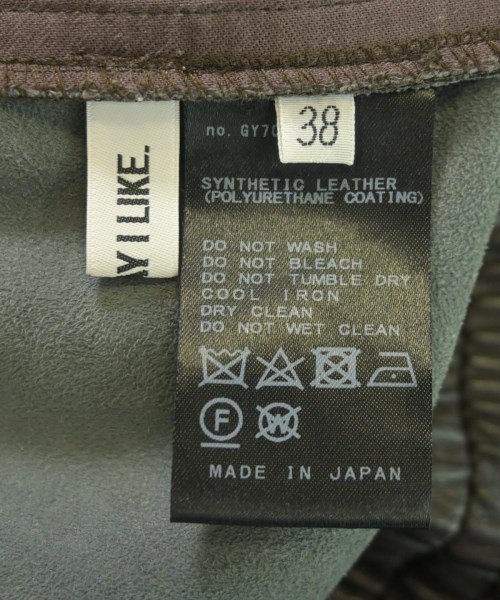 38
no. GY70
AY I LIKE.
SYNTHETIC LEATHER
(POLYURETHANE COATING)
DO NOT WASH
DO NOT BLEACH
DO NOT TUMBLE DRY
COOL IRON
DRY CLEAN
DO NOT WET CLEAN
F W
MADE IN JAPAN